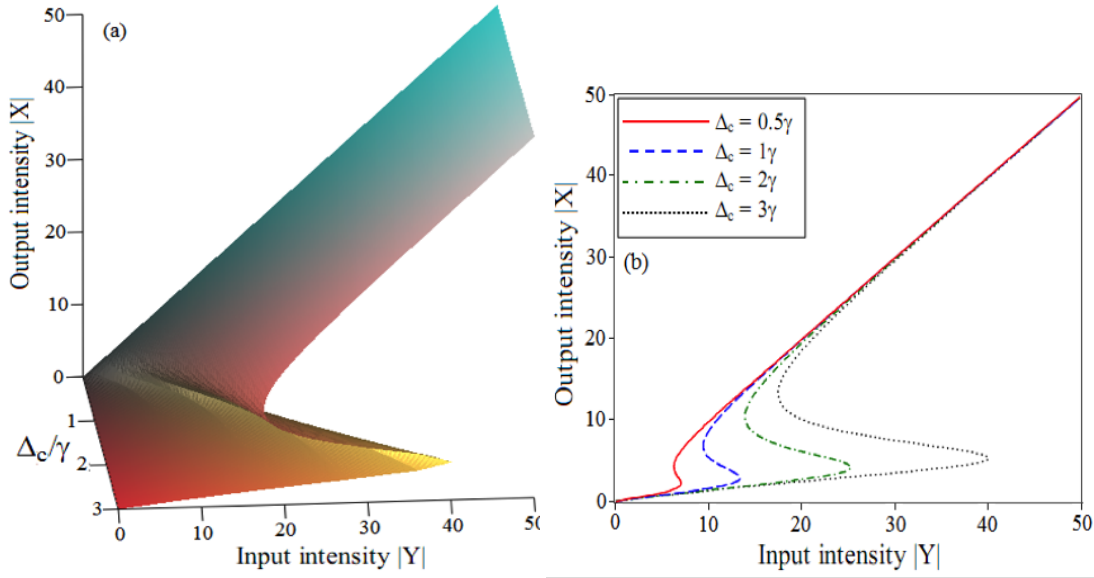 (a)
Output intensity |X|
50
40
30
20
10
0
1
2
3
Δc/γ
0
10
20
30
40
50
Input intensity |Y|
Δc = 0.5γ
Δc = 1γ
Δc = 2γ
Δc = 3γ
(b)
Output intensity |X|
50
40
30
20
10
0
0
10
20
30
40
50
Input intensity |Y|